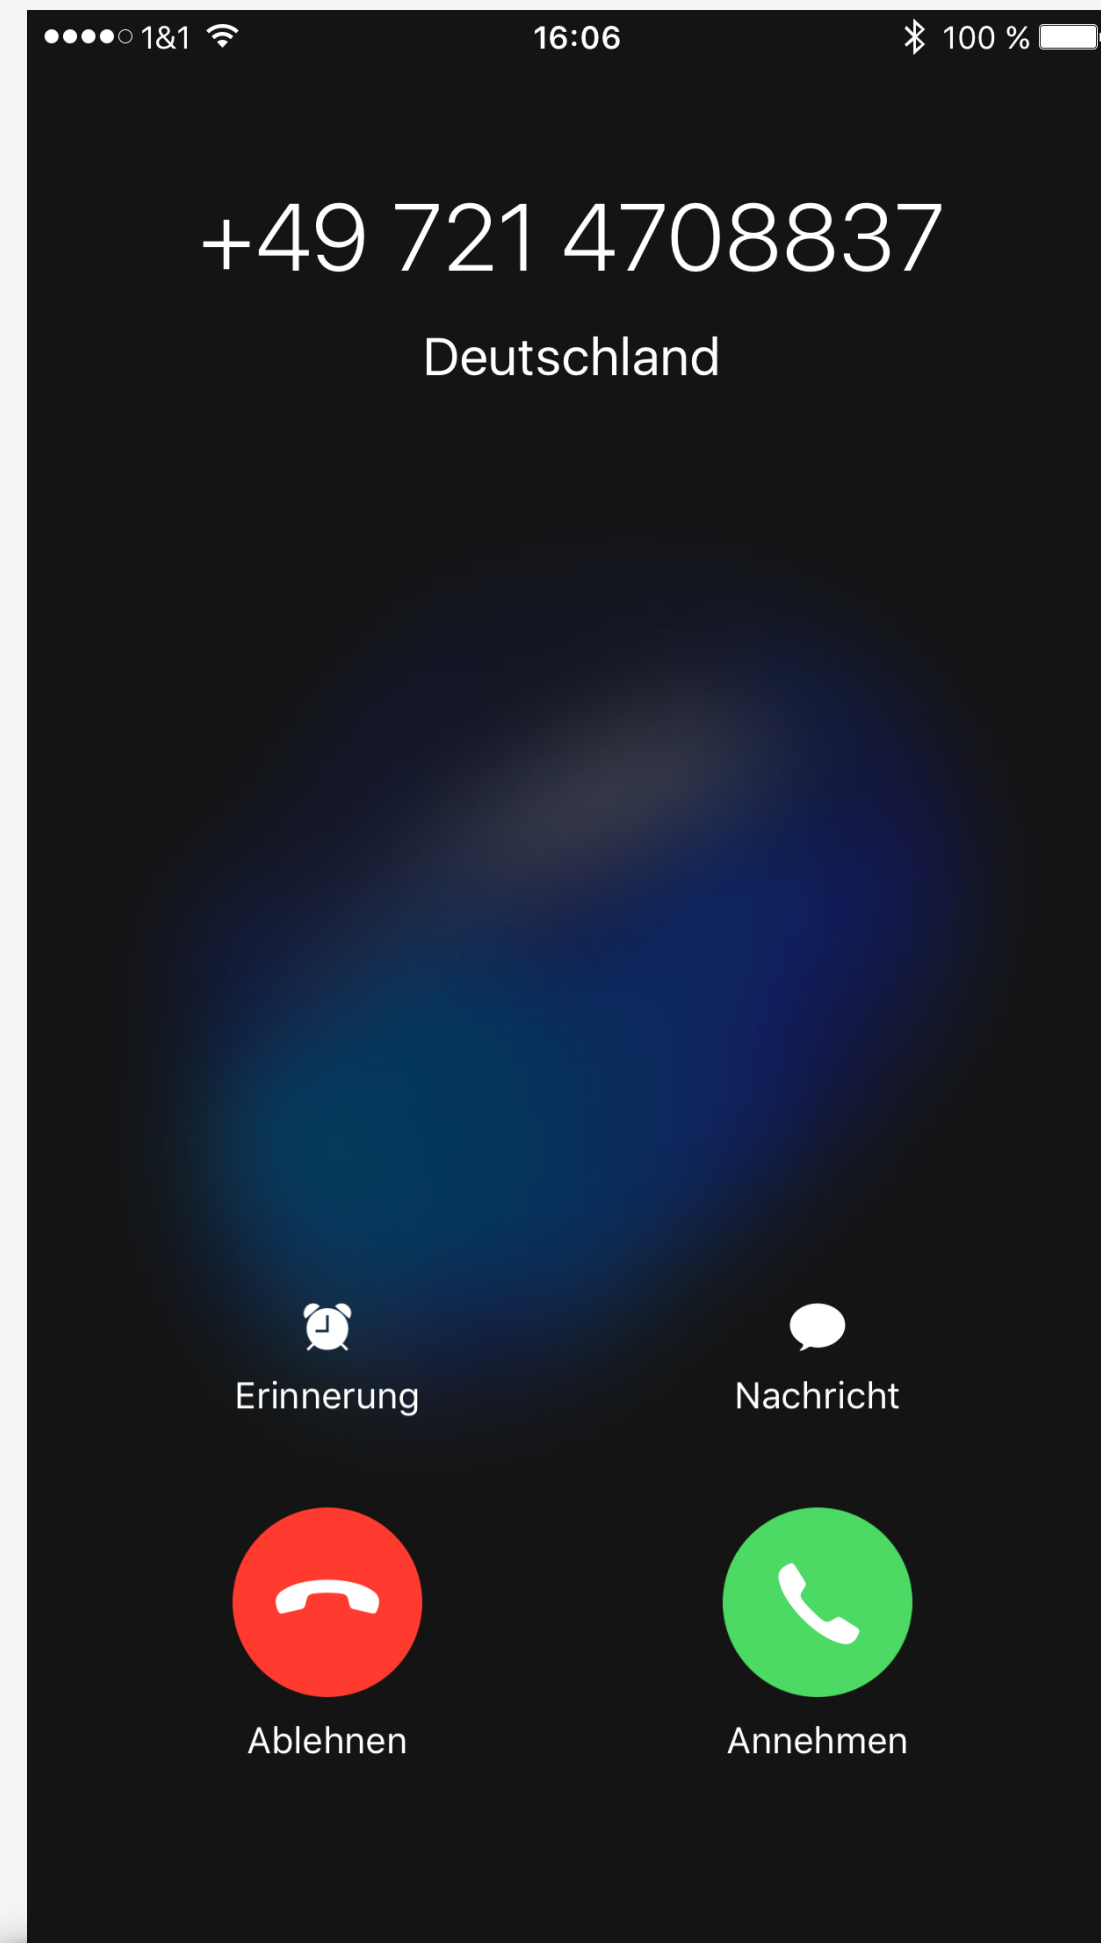 1&1 16:06 100 %
+49 721 4708837
Deutschland
Erinnerung Nachricht
Ablehnen Annehmen